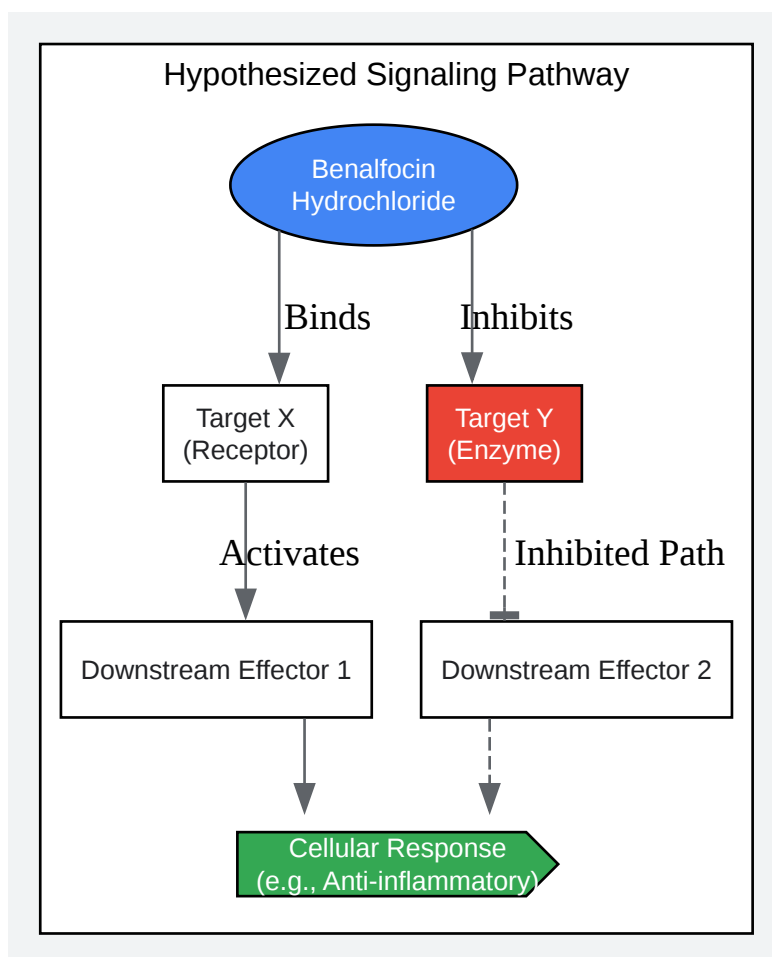 Hypothesized Signaling Pathway
Benalfocin
Hydrochloride
Binds
Inhibits
Target X
(Receptor)
Target Y
(Enzyme)
Activates
Inhibited Path
Downstream Effector 1
Downstream Effector 2
Cellular Response
(e.g., Anti-inflammatory)